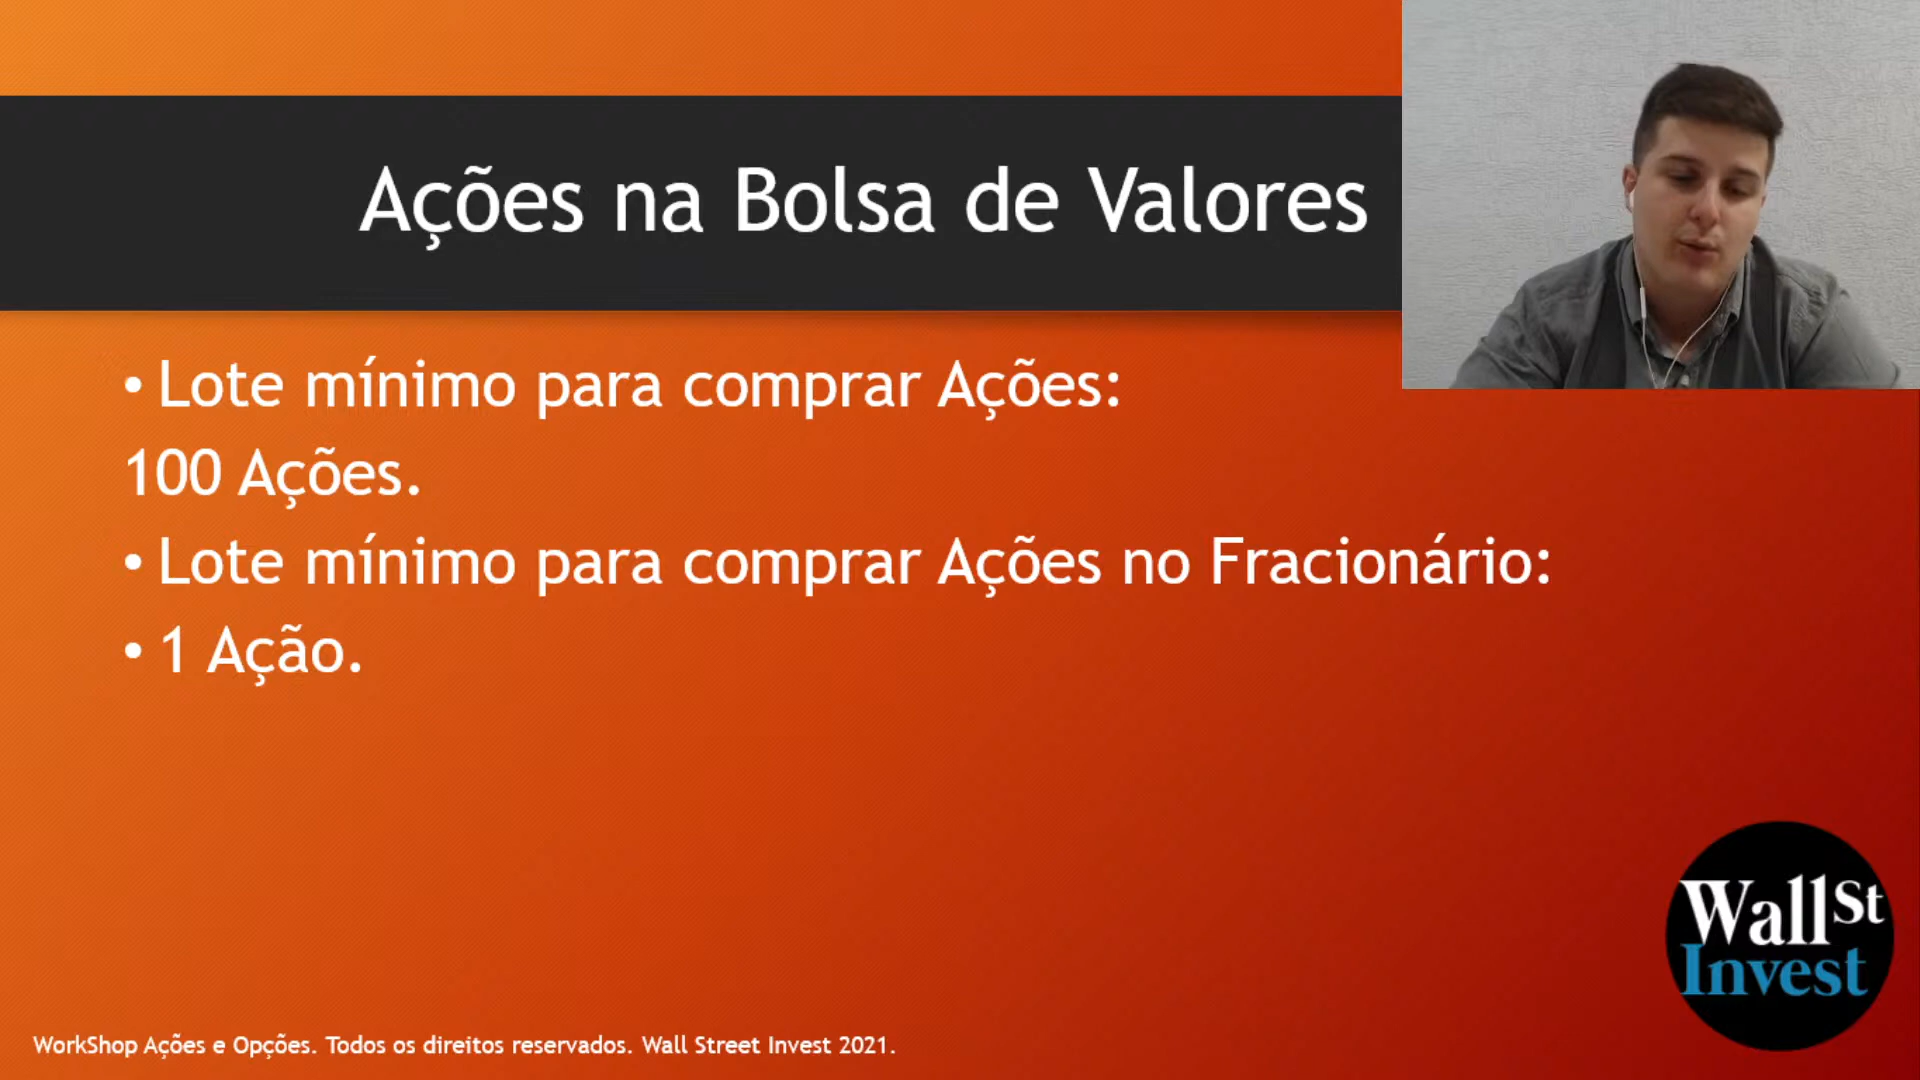 Ações na Bolsa de Valores
• Lote mínimo para comprar Ações:
100 Ações.
• Lote mínimo para comprar Ações no Fracionário:
• 1 Ação.
WallSt
Invest
WorkShop Ações e Opções. Todos os direitos reservados. Wall Street Invest 2021.